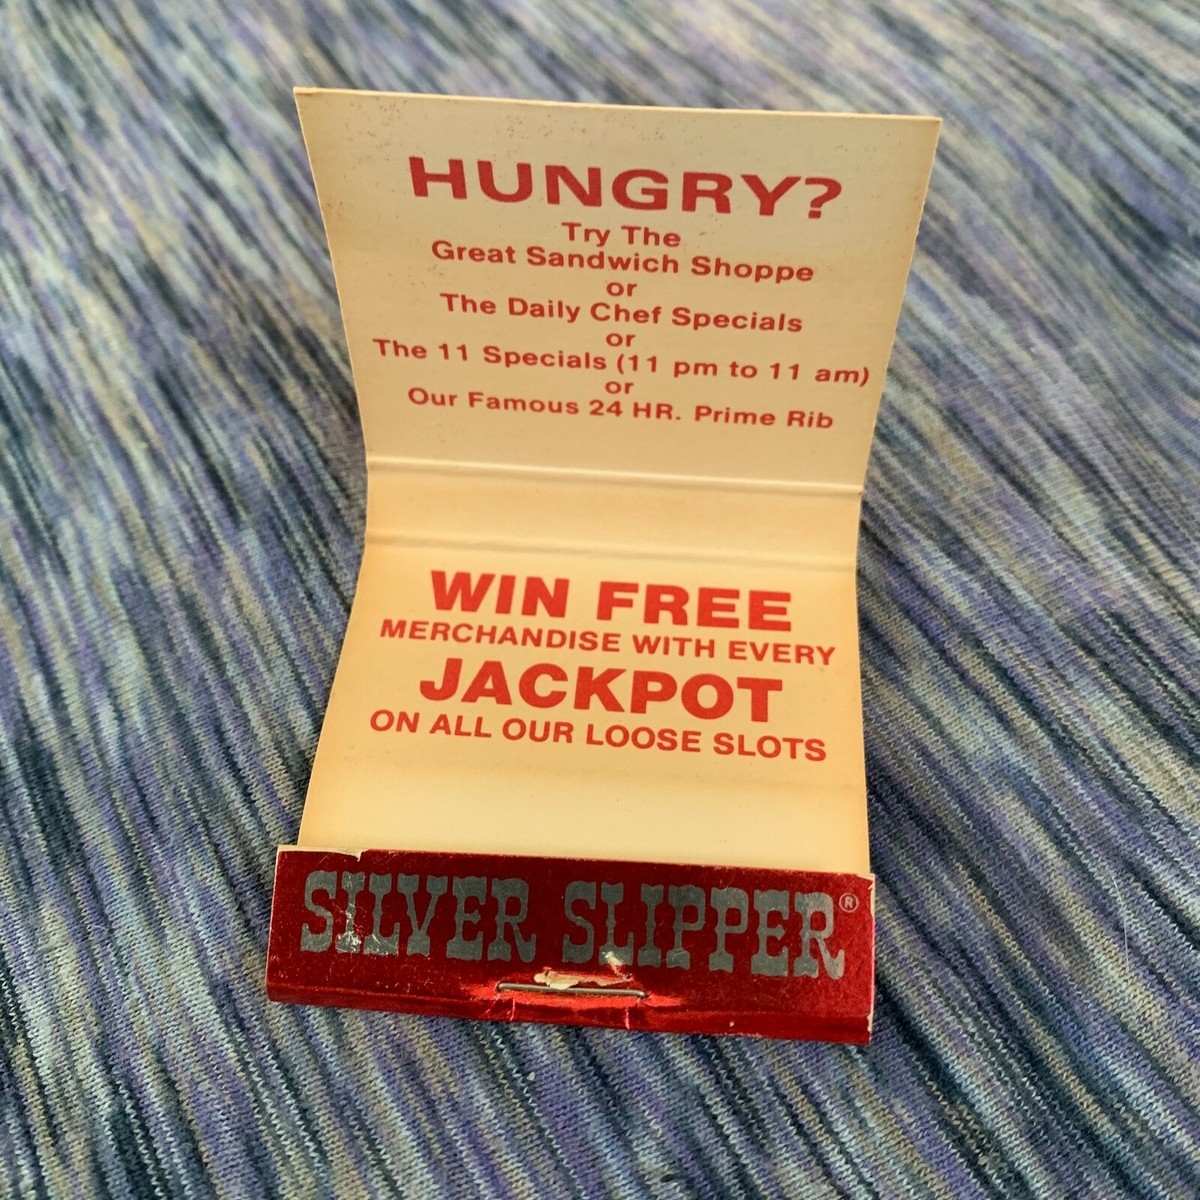 HUNGRY?
Try The
Great Sandwich Shoppe
or
The Daily Chef Specials
or
The 11 Specials (11 pm to 11 am)
or
Our Famous 24 HR. Prime Rib
WIN FREE
MERCHANDISE WITH EVERY
JACKPOT
ON ALL OUR LOOSE SLOTS
SILVER SLIPPER®